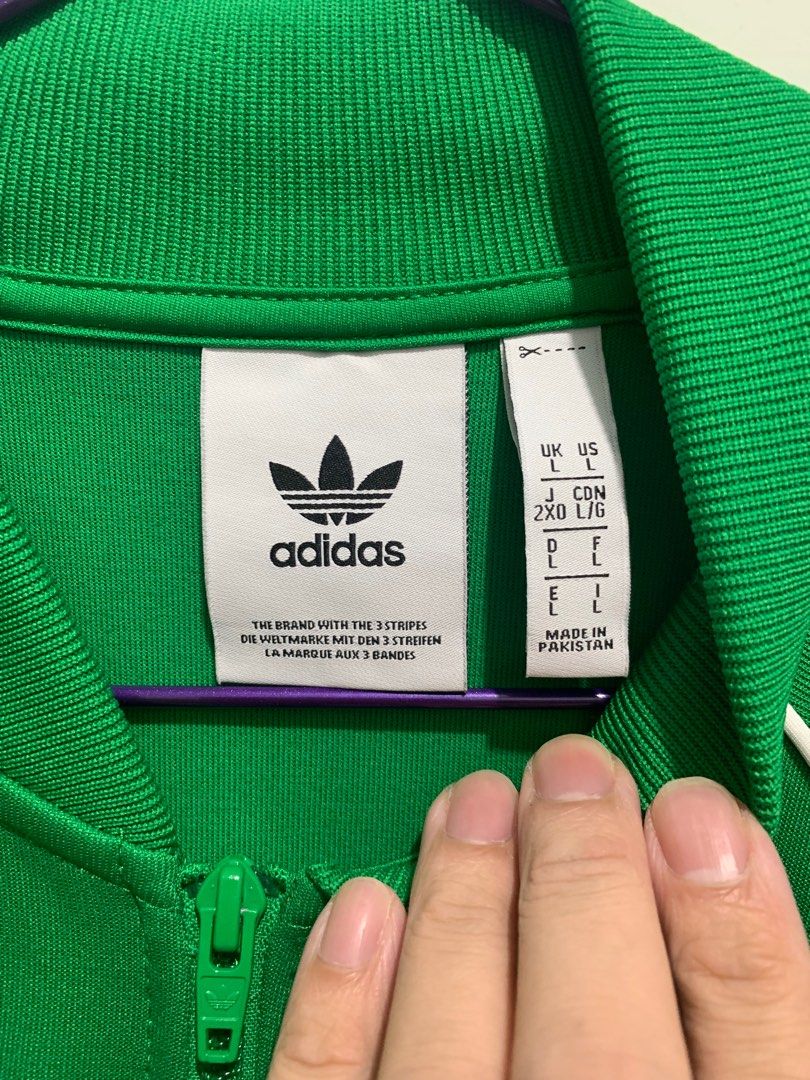 adidas
THE BRAND WITH THE 3 STRIPES
DIE WELTMARKE MIT DEN 3 STREIFEN
LA MARQUE AUX 3 BANDES
UK US
L L
J CDN
2XO L/G
D F
L L
E I
L L
MADE IN
PAKISTAN